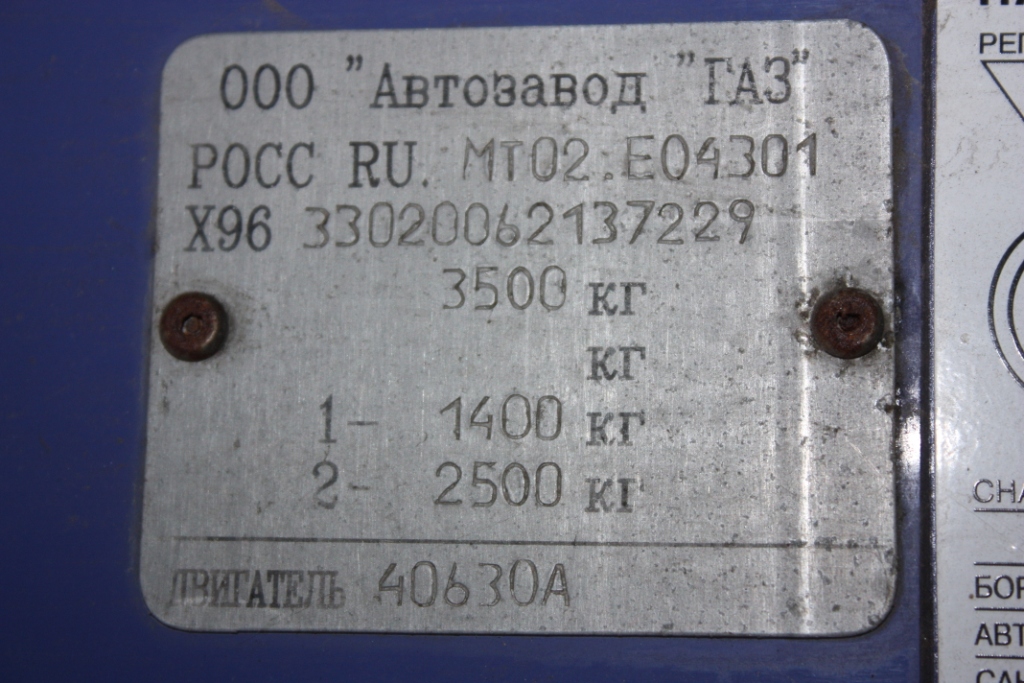 ООО "Автозавод "ГАЗ"
РОСС RU. МТ02.Е04301
X96 33020062137229
3500 кг
кг
1- 1400 кг
2- 2500 кг
ДВИГАТЕЛЬ 40630А